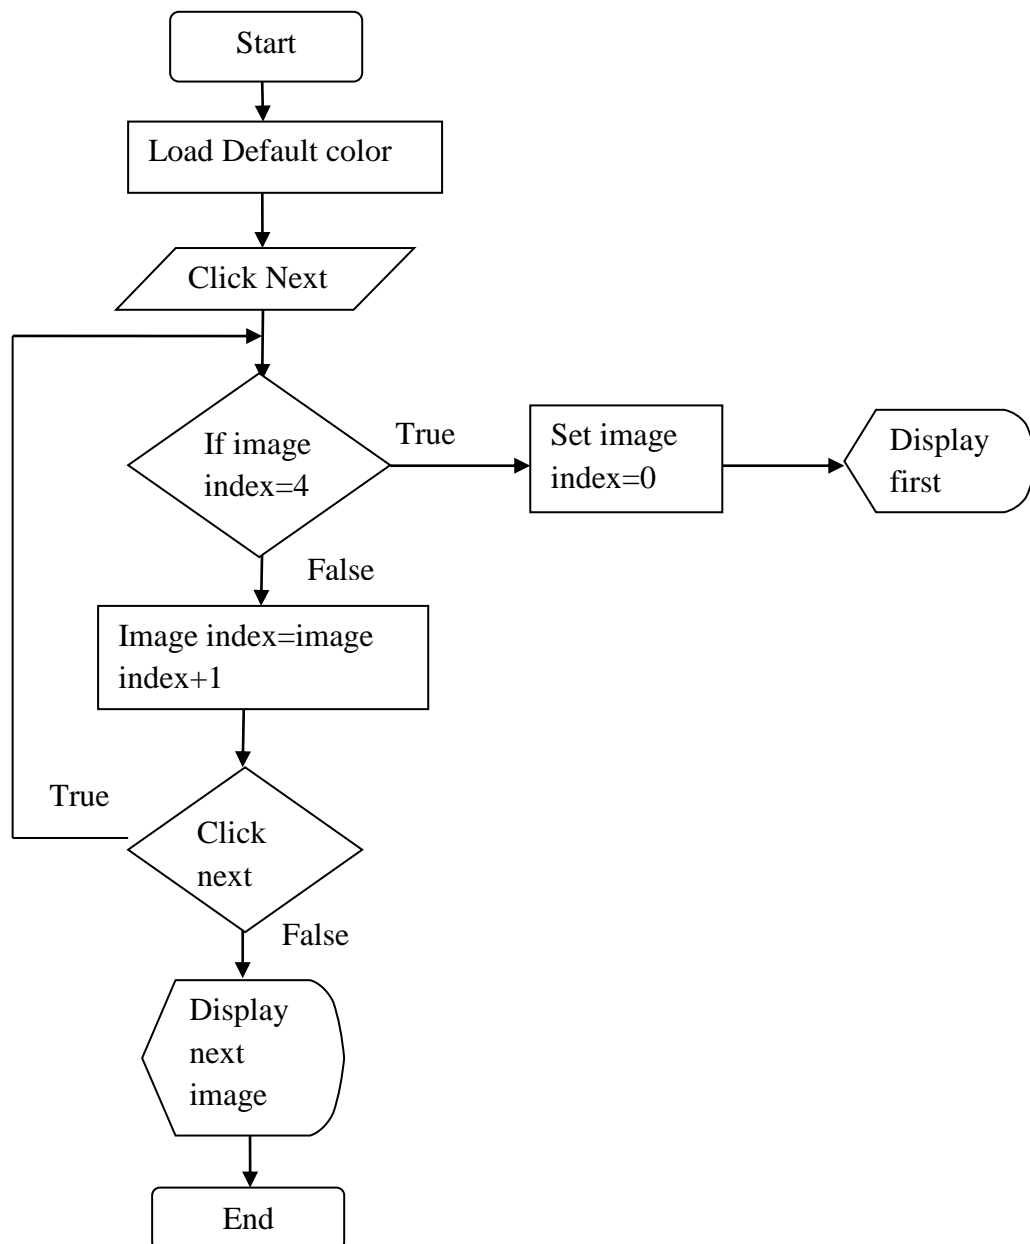 Start
Load Default color
Click Next
If image
index=4
True
Set image
index=0
Display
first
False
Image index=image
index+1
True
Click
next
False
Display
next
image
End